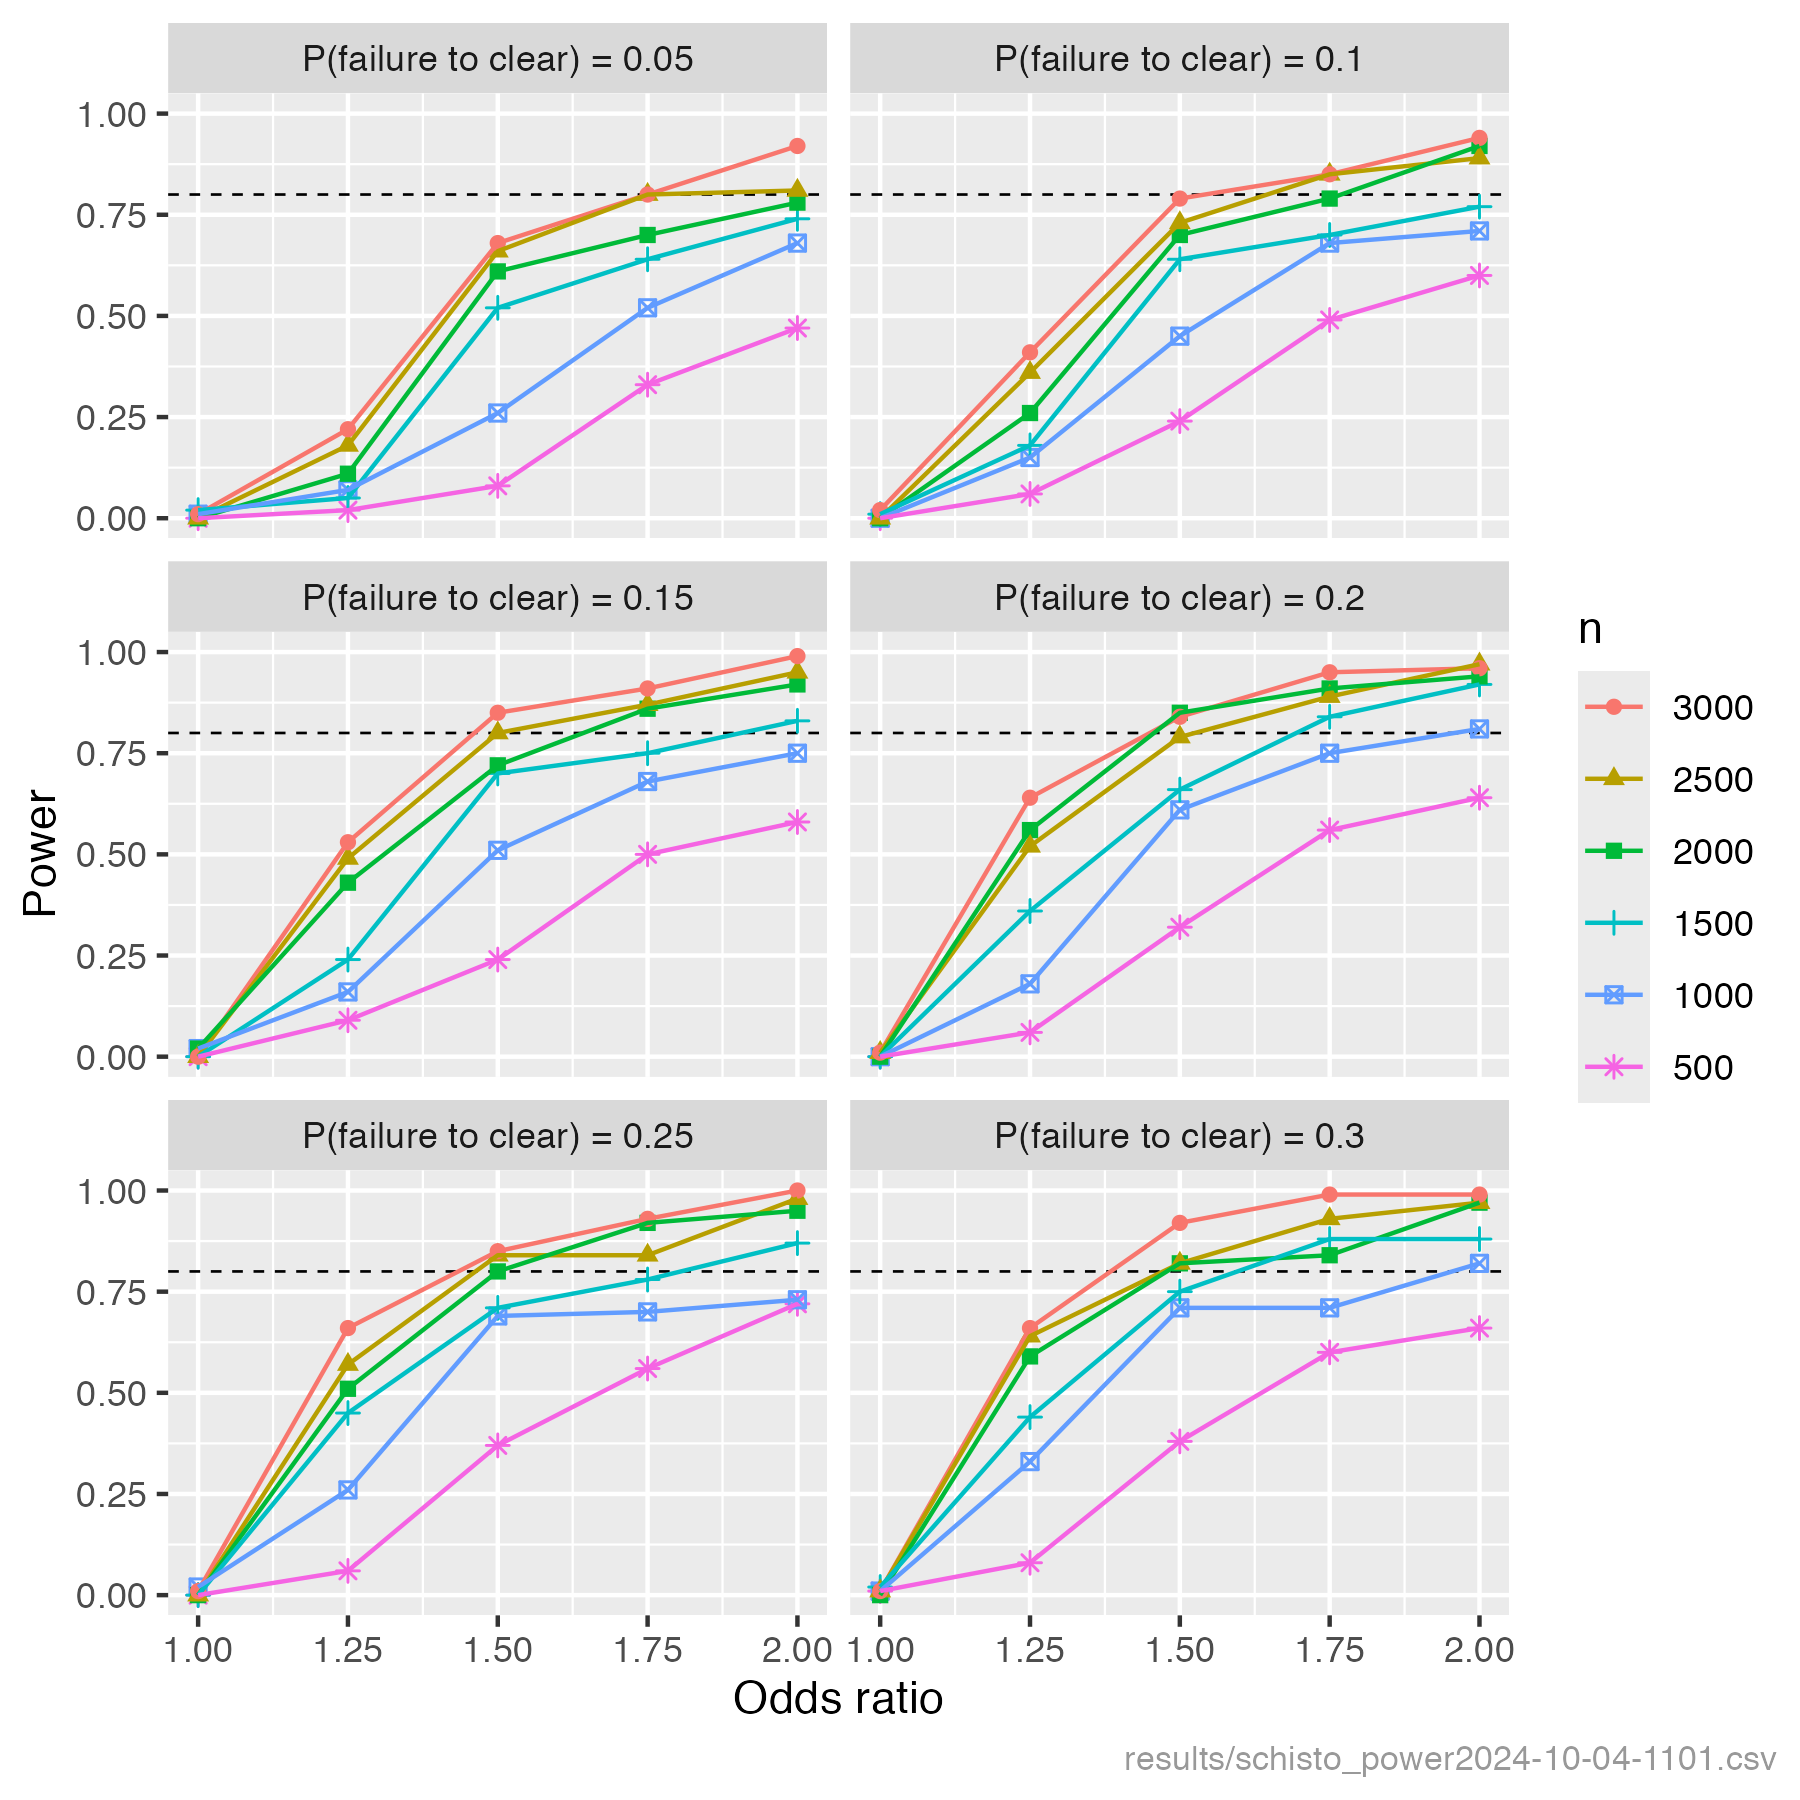 P(failure to clear) = 0.05
P(failure to clear) = 0.1
1.00
0.75
0.50
0.25
0.00
P(failure to clear) = 0.15
P(failure to clear) = 0.2
1.00
0.75
0.50
0.25
0.00
Power
n
3000
2500
2000
1500
1000
500
P(failure to clear) = 0.25
P(failure to clear) = 0.3
1.00
0.75
0.50
0.25
0.00
1.00 1.25 1.50 1.75 2.00 1.00 1.25 1.50 1.75 2.00
Odds ratio
results/schisto_power2024-10-04-1101.csv